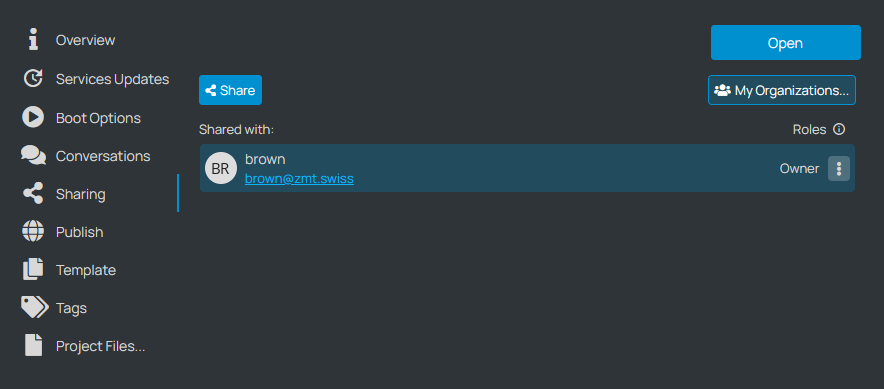 Overview
Services Updates
Boot Options
Conversations
Sharing
Publish
Template
Tags
Project Files...
Open
Share
My Organizations...
Shared with:
Roles
BR
brown
brown@zmt.swiss
Owner